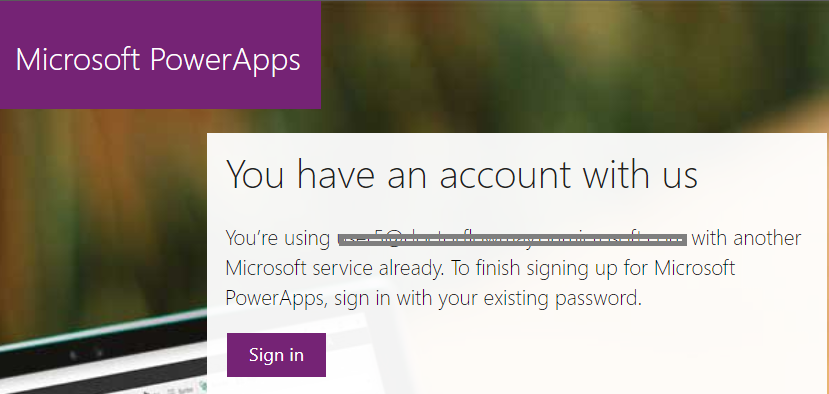 Microsoft PowerApps
You have an account with us
You're using with another
Microsoft service already. To finish signing up for Microsoft
PowerApps, sign in with your existing password.
Sign in